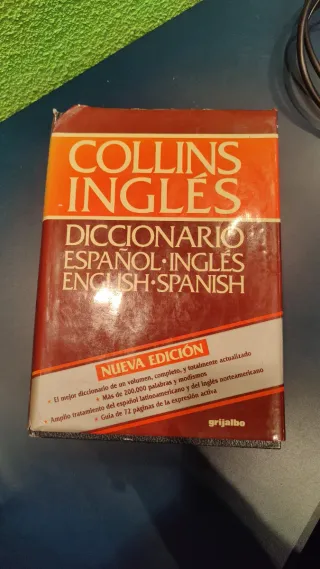 COLLINS
INGLÉS
DICCIONARIO
ESPAÑOL·INGLÉS
ENGLISH·SPANISH
NUEVA EDICIÓN
• El mejor diccionario de un volumen, completo, y totalmente actualizado
• Más de 200.000 palabras y modismos
• Amplio tratamiento del español latinoamericano y del inglés norteamericano
• Guía de 72 páginas de la expresión activa
grijalbo